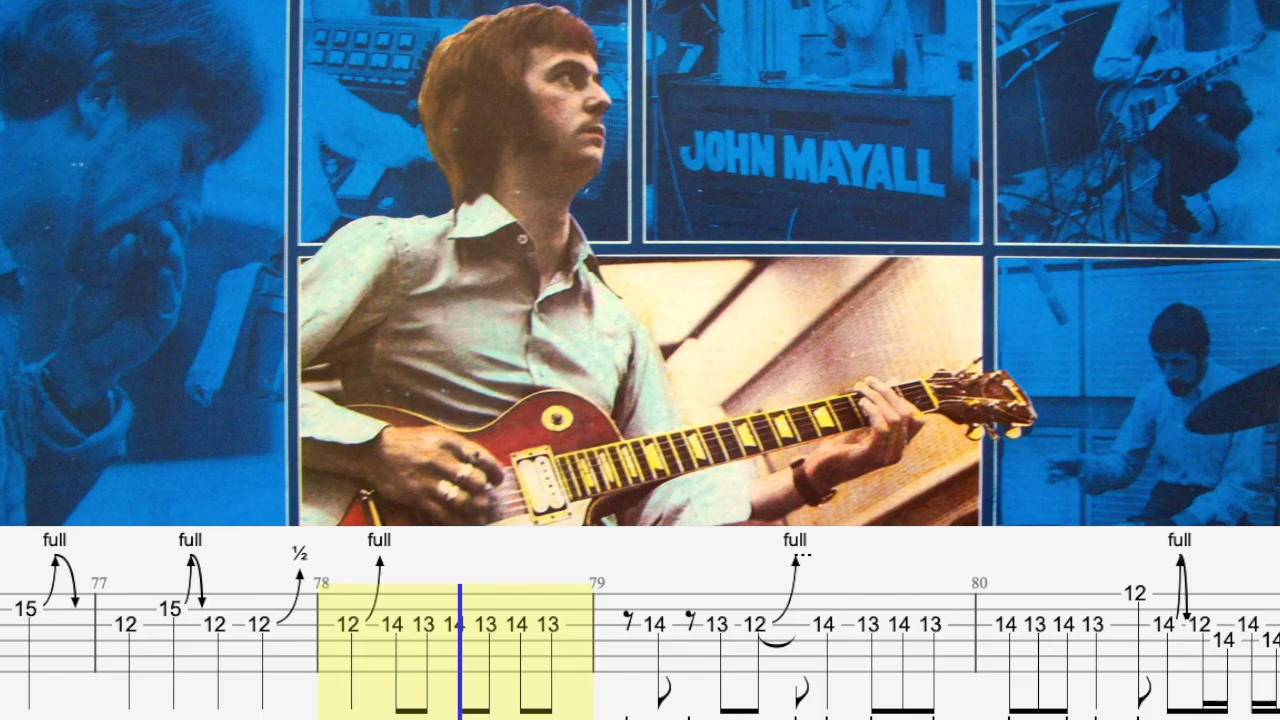 JOHN MAYALL
full full full full full
½
77 78 79 80
12
15 15
12 12 12 12 14 13 14 13 14 13 14 13 12 14 13 14 13 14 13 14 13 14 12 14
14 14